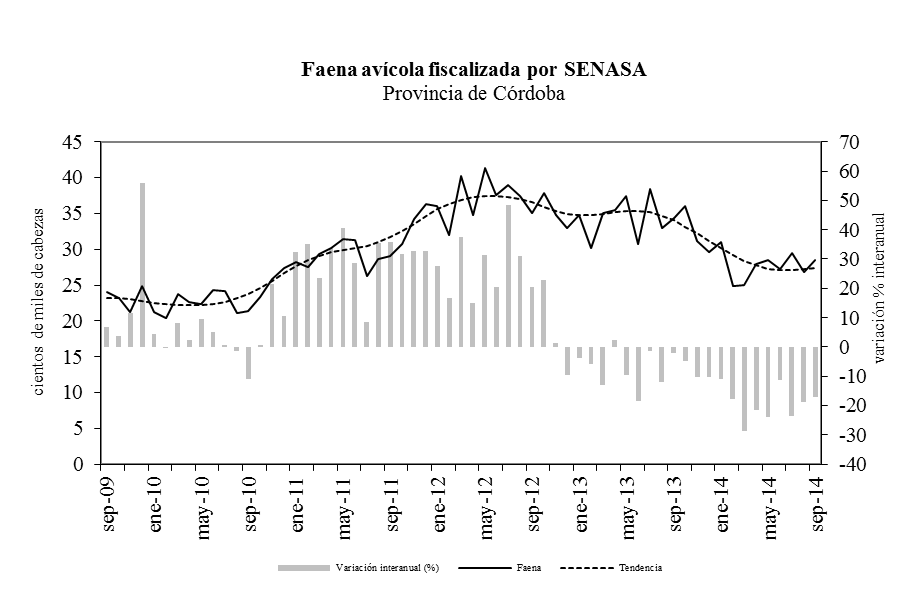 Faena avícola fiscalizada por SENASA
Provincia de Córdoba
cientos de miles de cabezas
45
40
35
30
25
20
15
10
5
0
70
60
50
40
30
20
10
0
-10
-20
-30
-40
variación % interanual
sep-09
ene-10
may-10
sep-10
ene-11
may-11
sep-11
ene-12
may-12
sep-12
ene-13
may-13
sep-13
ene-14
may-14
sep-14
Variación interanual (%) Faena Tendencia